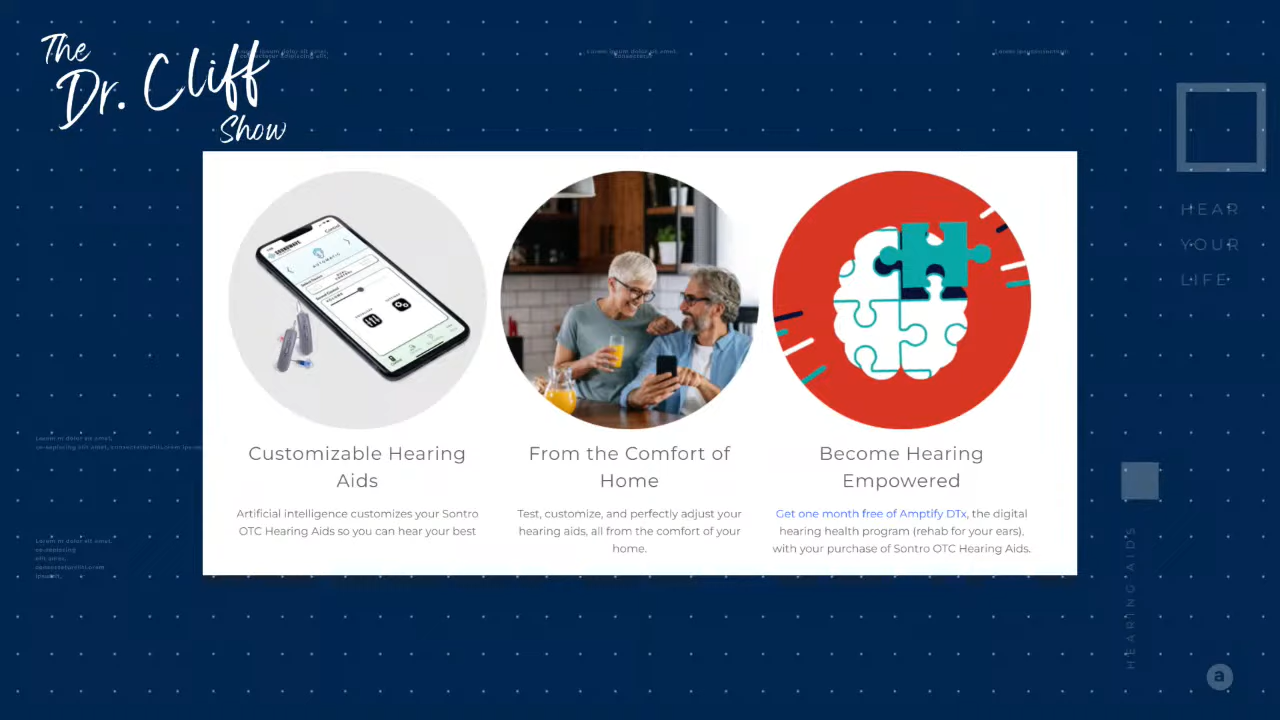 The
Dr. Cliff
Show
HEAR
YOUR
LIFE
Customizable Hearing
Aids
Artificial intelligence customizes your Sontro
OTC Hearing Aids so you can hear your best
From the Comfort of
Home
Test, customize, and perfectly adjust your
hearing aids, all from the comfort of your
home.
Become Hearing
Empowered
Get one month free of Amptify DTx, the digital
hearing health program (rehab for your ears),
with your purchase of Sontro OTC Hearing Aids.
HEARING AIDS
a